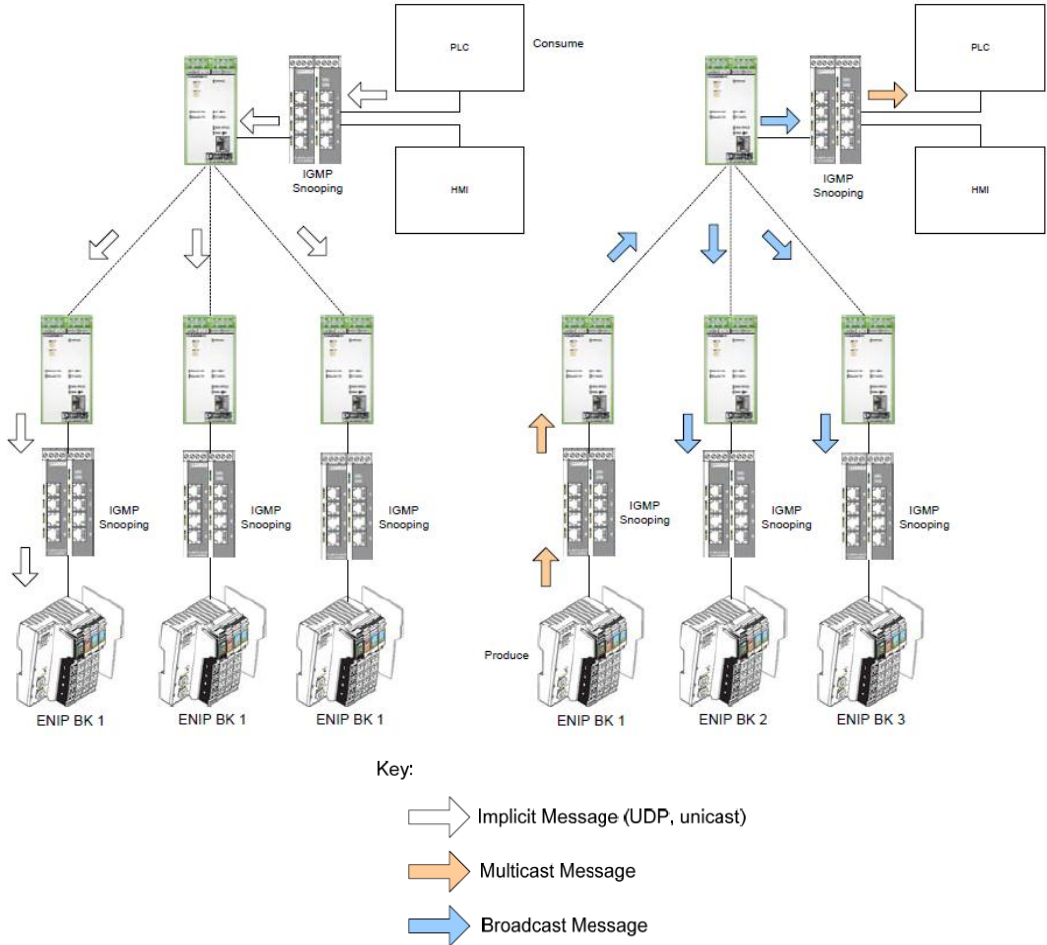 PLC
Consume
IGMP
Snooping
HMI
IGMP
Snooping
IGMP
Snooping
IGMP
Snooping
ENIP BK 1
ENIP BK 1
ENIP BK 1
PLC
IGMP
Snooping
HMI
IGMP
Snooping
IGMP
Snooping
IGMP
Snooping
Produce
ENIP BK 1
ENIP BK 2
ENIP BK 3
Key:
Implicit Message (UDP, unicast)
Multicast Message
Broadcast Message